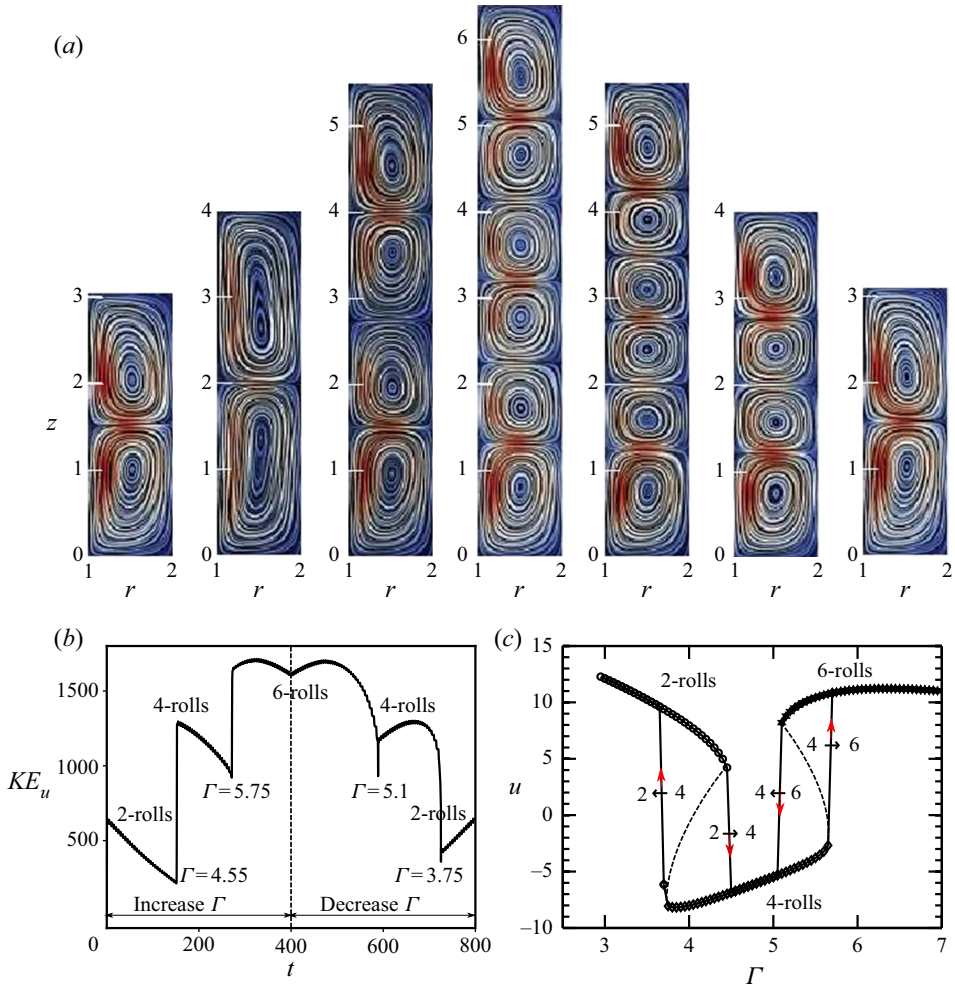 (a)
6
5
5
5
4
4
4
4
4
4
3
3
3
3
3
3
3
2
2
2
2
2
2
2
z
1
1
1
1
1
1
1
0
0
0
0
0
0
0
1 2
1 2
1 2
1 2
1 2
1 2
1 2
r
r
r
r
r
r
r
(b)
1500
1000
500
0
KE_u
4-rolls
6-rolls
4-rolls
2-rolls
2-rolls
Γ = 5.75
Γ = 5.1
Γ = 4.55
Γ = 3.75
Increase Γ
Decrease Γ
0 200 400 600 800
t
(c)
15
10
5
0
−5
−10
u
2-rolls
6-rolls
4 → 6
2 ← 4
4 ← 6
2 → 4
4-rolls
3 4 5 6 7
Γ